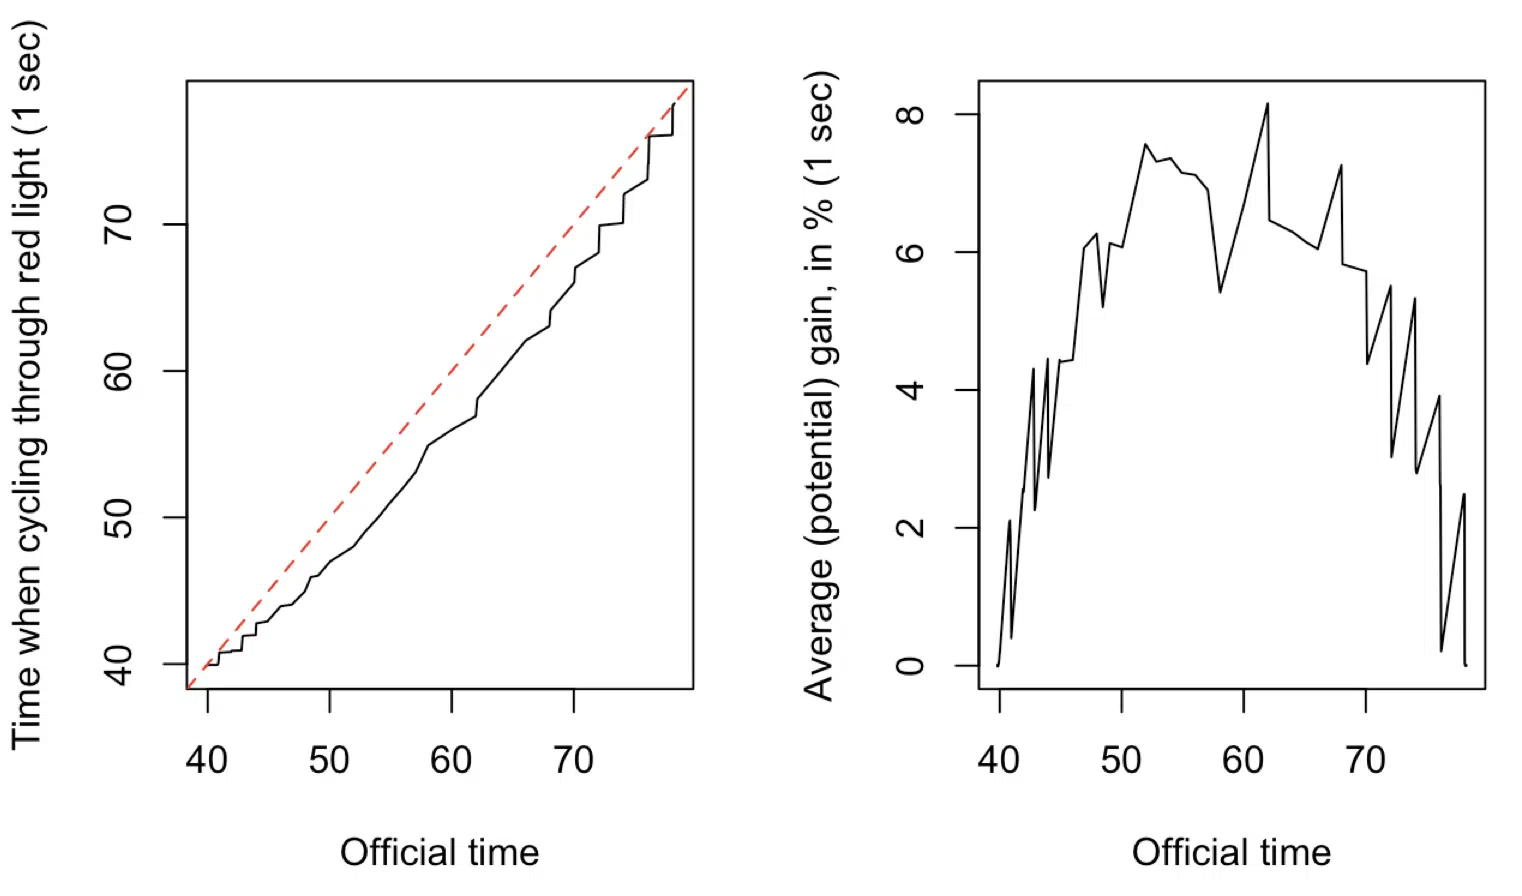 Time when cycling through red light (1 sec)
70
60
50
40
40 50 60 70
Official time
Average (potential) gain, in % (1 sec)
8
6
4
2
0
40 50 60 70
Official time